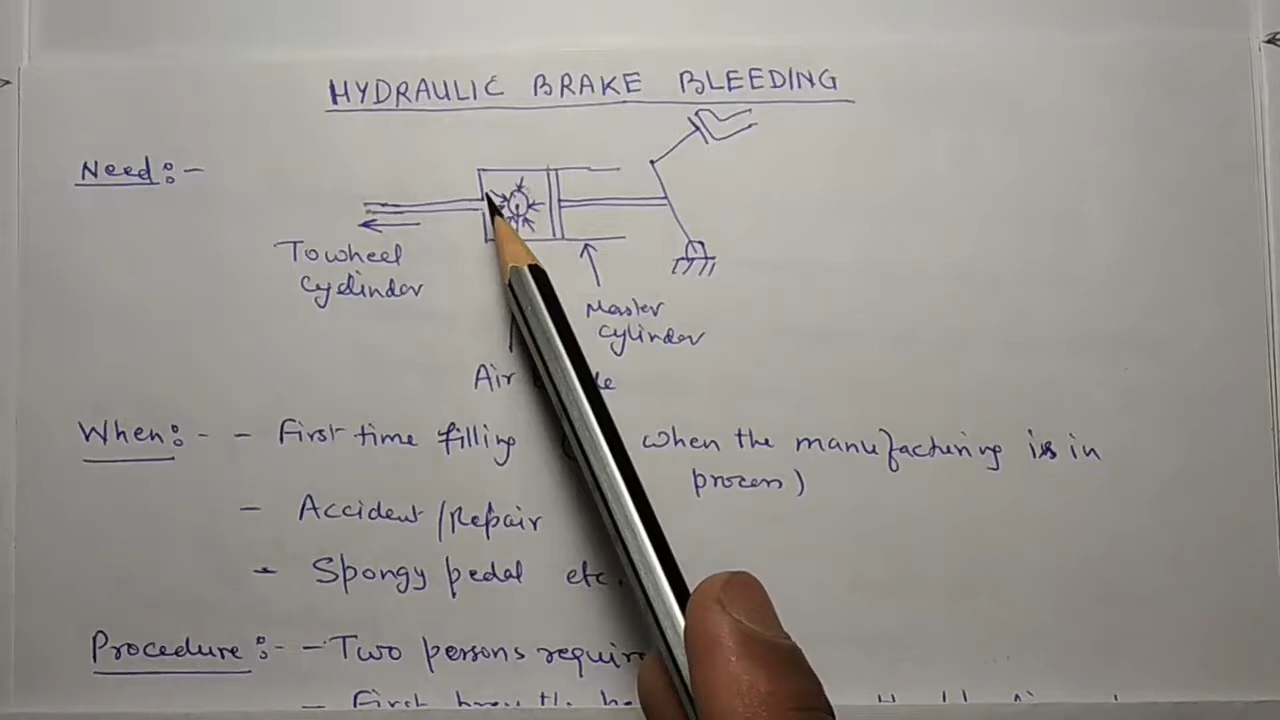 HYDRAULIC BRAKE BLEEDING
Need:-
To wheel
Cylinder
Master
Cylinder
Air
When:- - First time filling when the manufacturing is in
process)
- Accident/Repair
- Spongy pedal etc.
Procedure:- - Two persons
- First